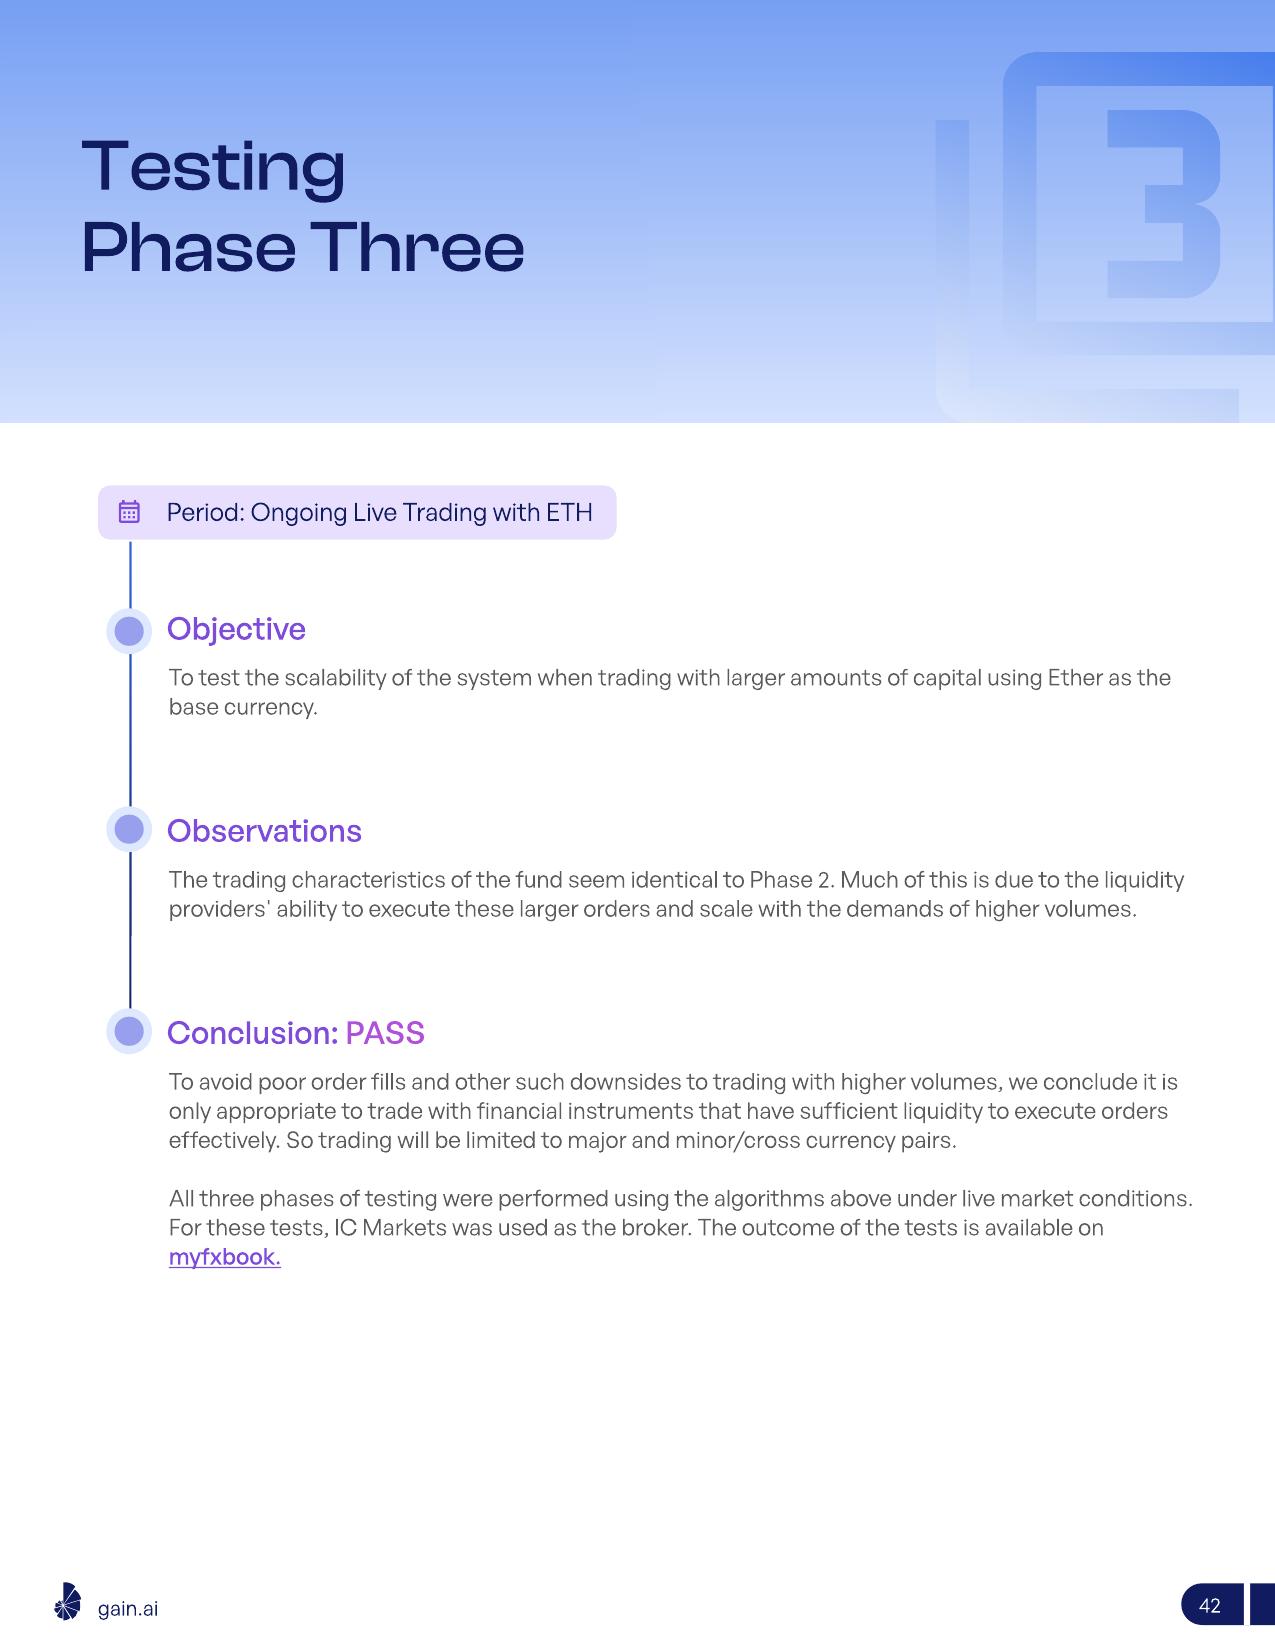 Testing
Phase Three
3
Period: Ongoing Live Trading with ETH
Objective
To test the scalability of the system when trading with larger amounts of capital using Ether as the
base currency.
Observations
The trading characteristics of the fund seem identical to Phase 2. Much of this is due to the liquidity
providers' ability to execute these larger orders and scale with the demands of higher volumes.
Conclusion: PASS
To avoid poor order fills and other such downsides to trading with higher volumes, we conclude it is
only appropriate to trade with financial instruments that have sufficient liquidity to execute orders
effectively. So trading will be limited to major and minor/cross currency pairs.
All three phases of testing were performed using the algorithms above under live market conditions.
For these tests, IC Markets was used as the broker. The outcome of the tests is available on
myfxbook.
gain.ai
42